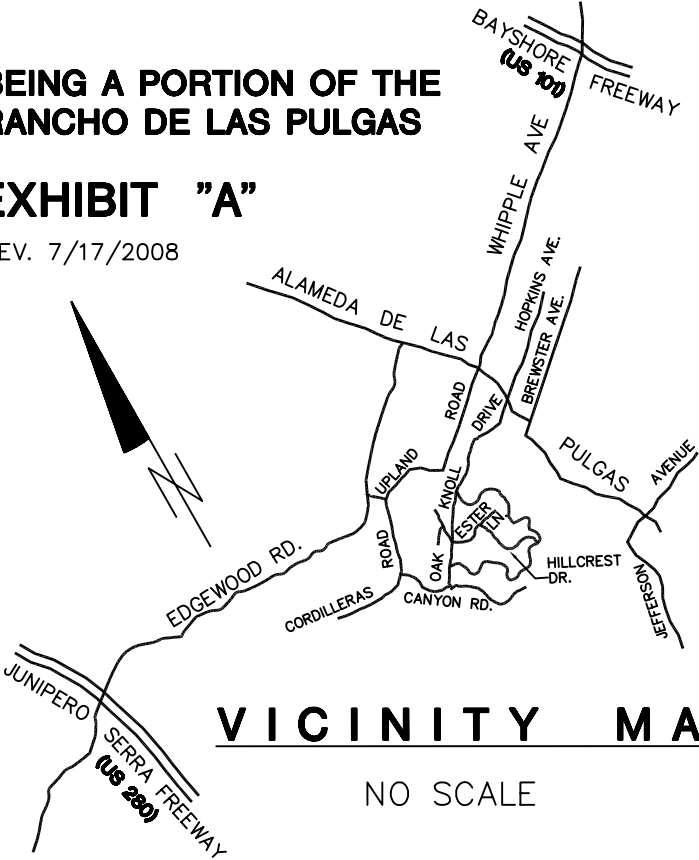 BEING A PORTION OF THE
RANCHO DE LAS PULGAS
EXHIBIT "A"
EV. 7/17/2008
BAYSHORE FREEWAY
(US 101)
WHIPPLE AVE
HOPKINS AVE.
BREWSTER AVE.
ALAMEDA DE LAS PULGAS
ROAD
DRIVE
UPLAND ROAD
KNOLL
OAK
ESTER LN.
HILLCREST DR.
AVENUE
JEFFERSON
EDGEWOOD RD.
CORDILLERAS
CANYON RD.
JUNIPERO SERRA FREEWAY
(US 280)
VICINITY MA
NO SCALE